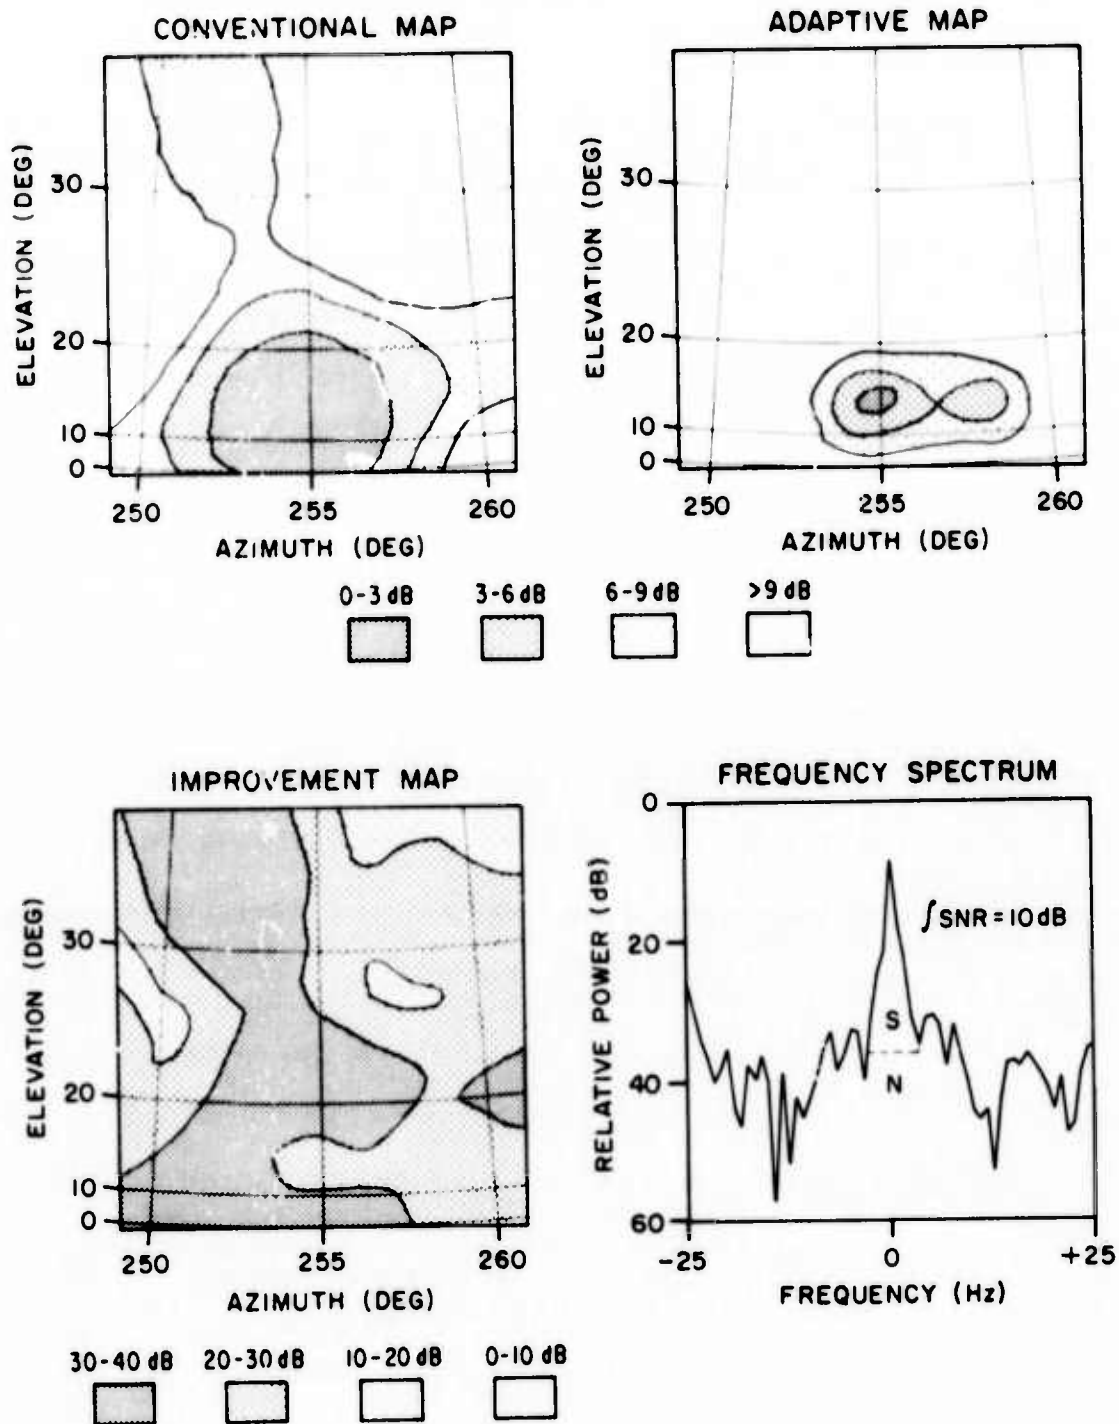 CONVENTIONAL MAP
ELEVATION (DEG)
30
20
10
0
250 255 260
AZIMUTH (DEG)
ADAPTIVE MAP
ELEVATION (DEG)
30
20
10
0
250 255 260
AZIMUTH (DEG)
0-3 dB 3-6 dB 6-9 dB >9 dB
IMPROVEMENT MAP
ELEVATION (DEG)
30
20
10
0
250 255 260
AZIMUTH (DEG)
30-40 dB 20-30 dB 10-20 dB 0-10 dB
FREQUENCY SPECTRUM
RELATIVE POWER (dB)
0
20
40
60
∫SNR = 10 dB
S
N
-25 0 +25
FREQUENCY (Hz)